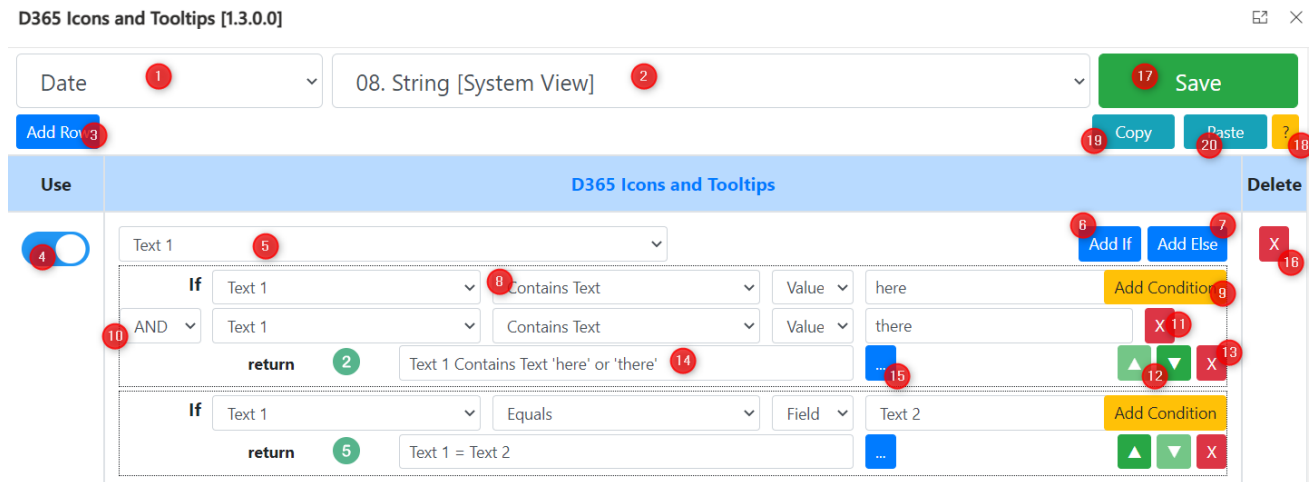 D365 Icons and Tooltips [1.3.0.0]
Date 1 08. String [System View] 2 17 Save
Add Row 3 19 Copy 20 Paste ? 18
Use D365 Icons and Tooltips Delete
4 Text 1 5 6 Add If 7 Add Else X 16
If Text 1 8 Contains Text Value here Add Condition 9
10 AND Text 1 Contains Text Value there X 11
return 2 Text 1 Contains Text 'here' or 'there' 14 ... 15 ▲ 12 ▼ X 13
If Text 1 Equals Field Text 2 Add Condition
return 5 Text 1 = Text 2 ... ▲ ▼ X